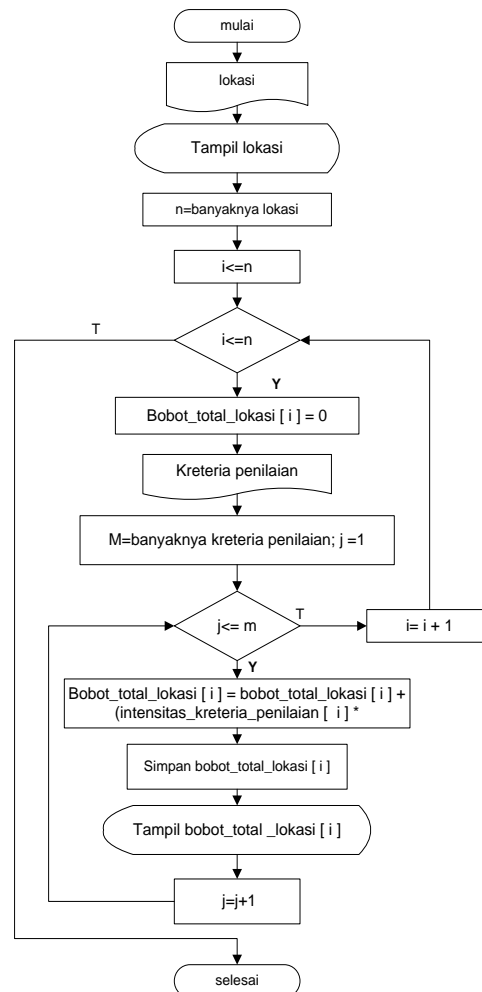 mulai
lokasi
Tampil lokasi
n=banyaknya lokasi
i<=n
T
i<=n
Y
Bobot_total_lokasi [ i ] = 0
Kreteria penilaian
M=banyaknya kreteria penilaian; j =1
j<= m
T
i= i + 1
Y
Bobot_total_lokasi [ i ] = bobot_total_lokasi [ i ] +
(intensitas_kreteria_penilaian [ i ] *
Simpan bobot_total_lokasi [ i ]
Tampil bobot_total _lokasi [ i ]
j=j+1
selesai